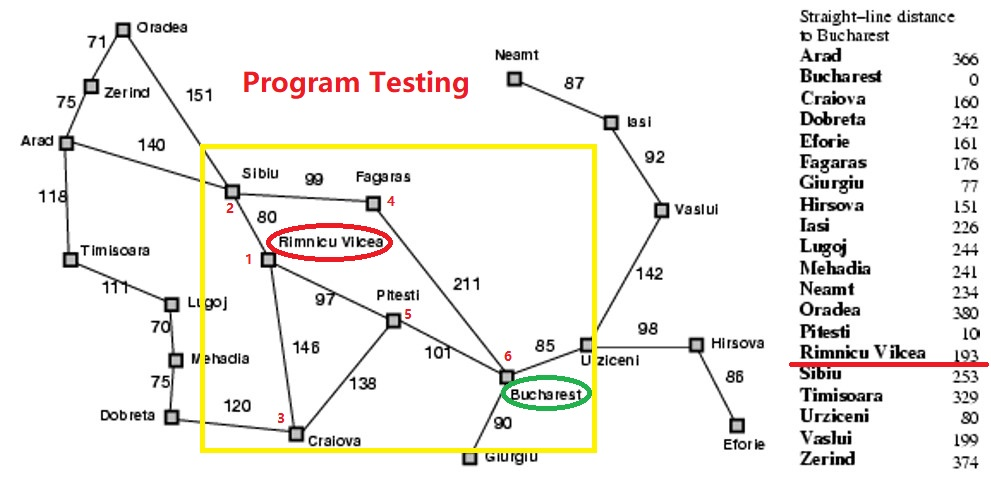 Oradea
71
Neamt
Program Testing
87
Zerind
75
151
Iasi
Arad
140
92
Sibiu
99
Fagaras
118
2
4
80
Vaslui
Rimnicu Vilcea
Timisoara
1
142
111
97
211
Pitesti
Lugoj
5
70
98
146
101
6
85
Hirsova
Mehadia
Urziceni
75
138
86
Bucharest
120
Dobreta
3
90
Craiova
Eforie
Giurgiu
Straight–line distance
to Bucharest
Arad 366
Bucharest 0
Craiova 160
Dobreta 242
Eforie 161
Fagaras 176
Giurgiu 77
Hirsova 151
Iasi 226
Lugoj 244
Mehadia 241
Neamt 234
Oradea 380
Pitesti 10
Rimnicu Vilcea 193
Sibiu 253
Timisoara 329
Urziceni 80
Vaslui 199
Zerind 374